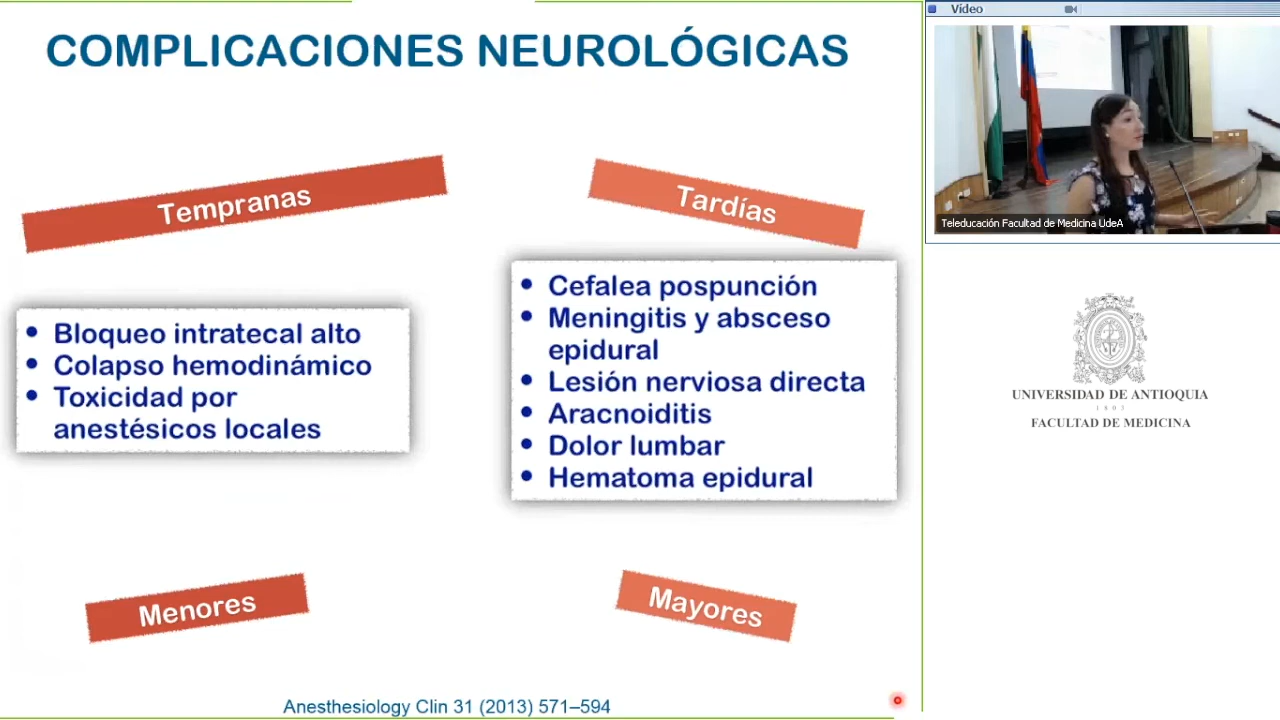 COMPLICACIONES NEUROLÓGICAS
Tempranas
Bloqueo intratecal alto
Colapso hemodinámico
Toxicidad por
anestésicos locales
Tardías
Cefalea pospunción
Meningitis y absceso
epidural
Lesión nerviosa directa
Aracnoiditis
Dolor lumbar
Hematoma epidural
Menores
Mayores
Anesthesiology Clin 31 (2013) 571–594
Vídeo
Teleducación Facultad de Medicina UdeA
UNIVERSIDAD DE ANTIOQUIA
1803
FACULTAD DE MEDICINA